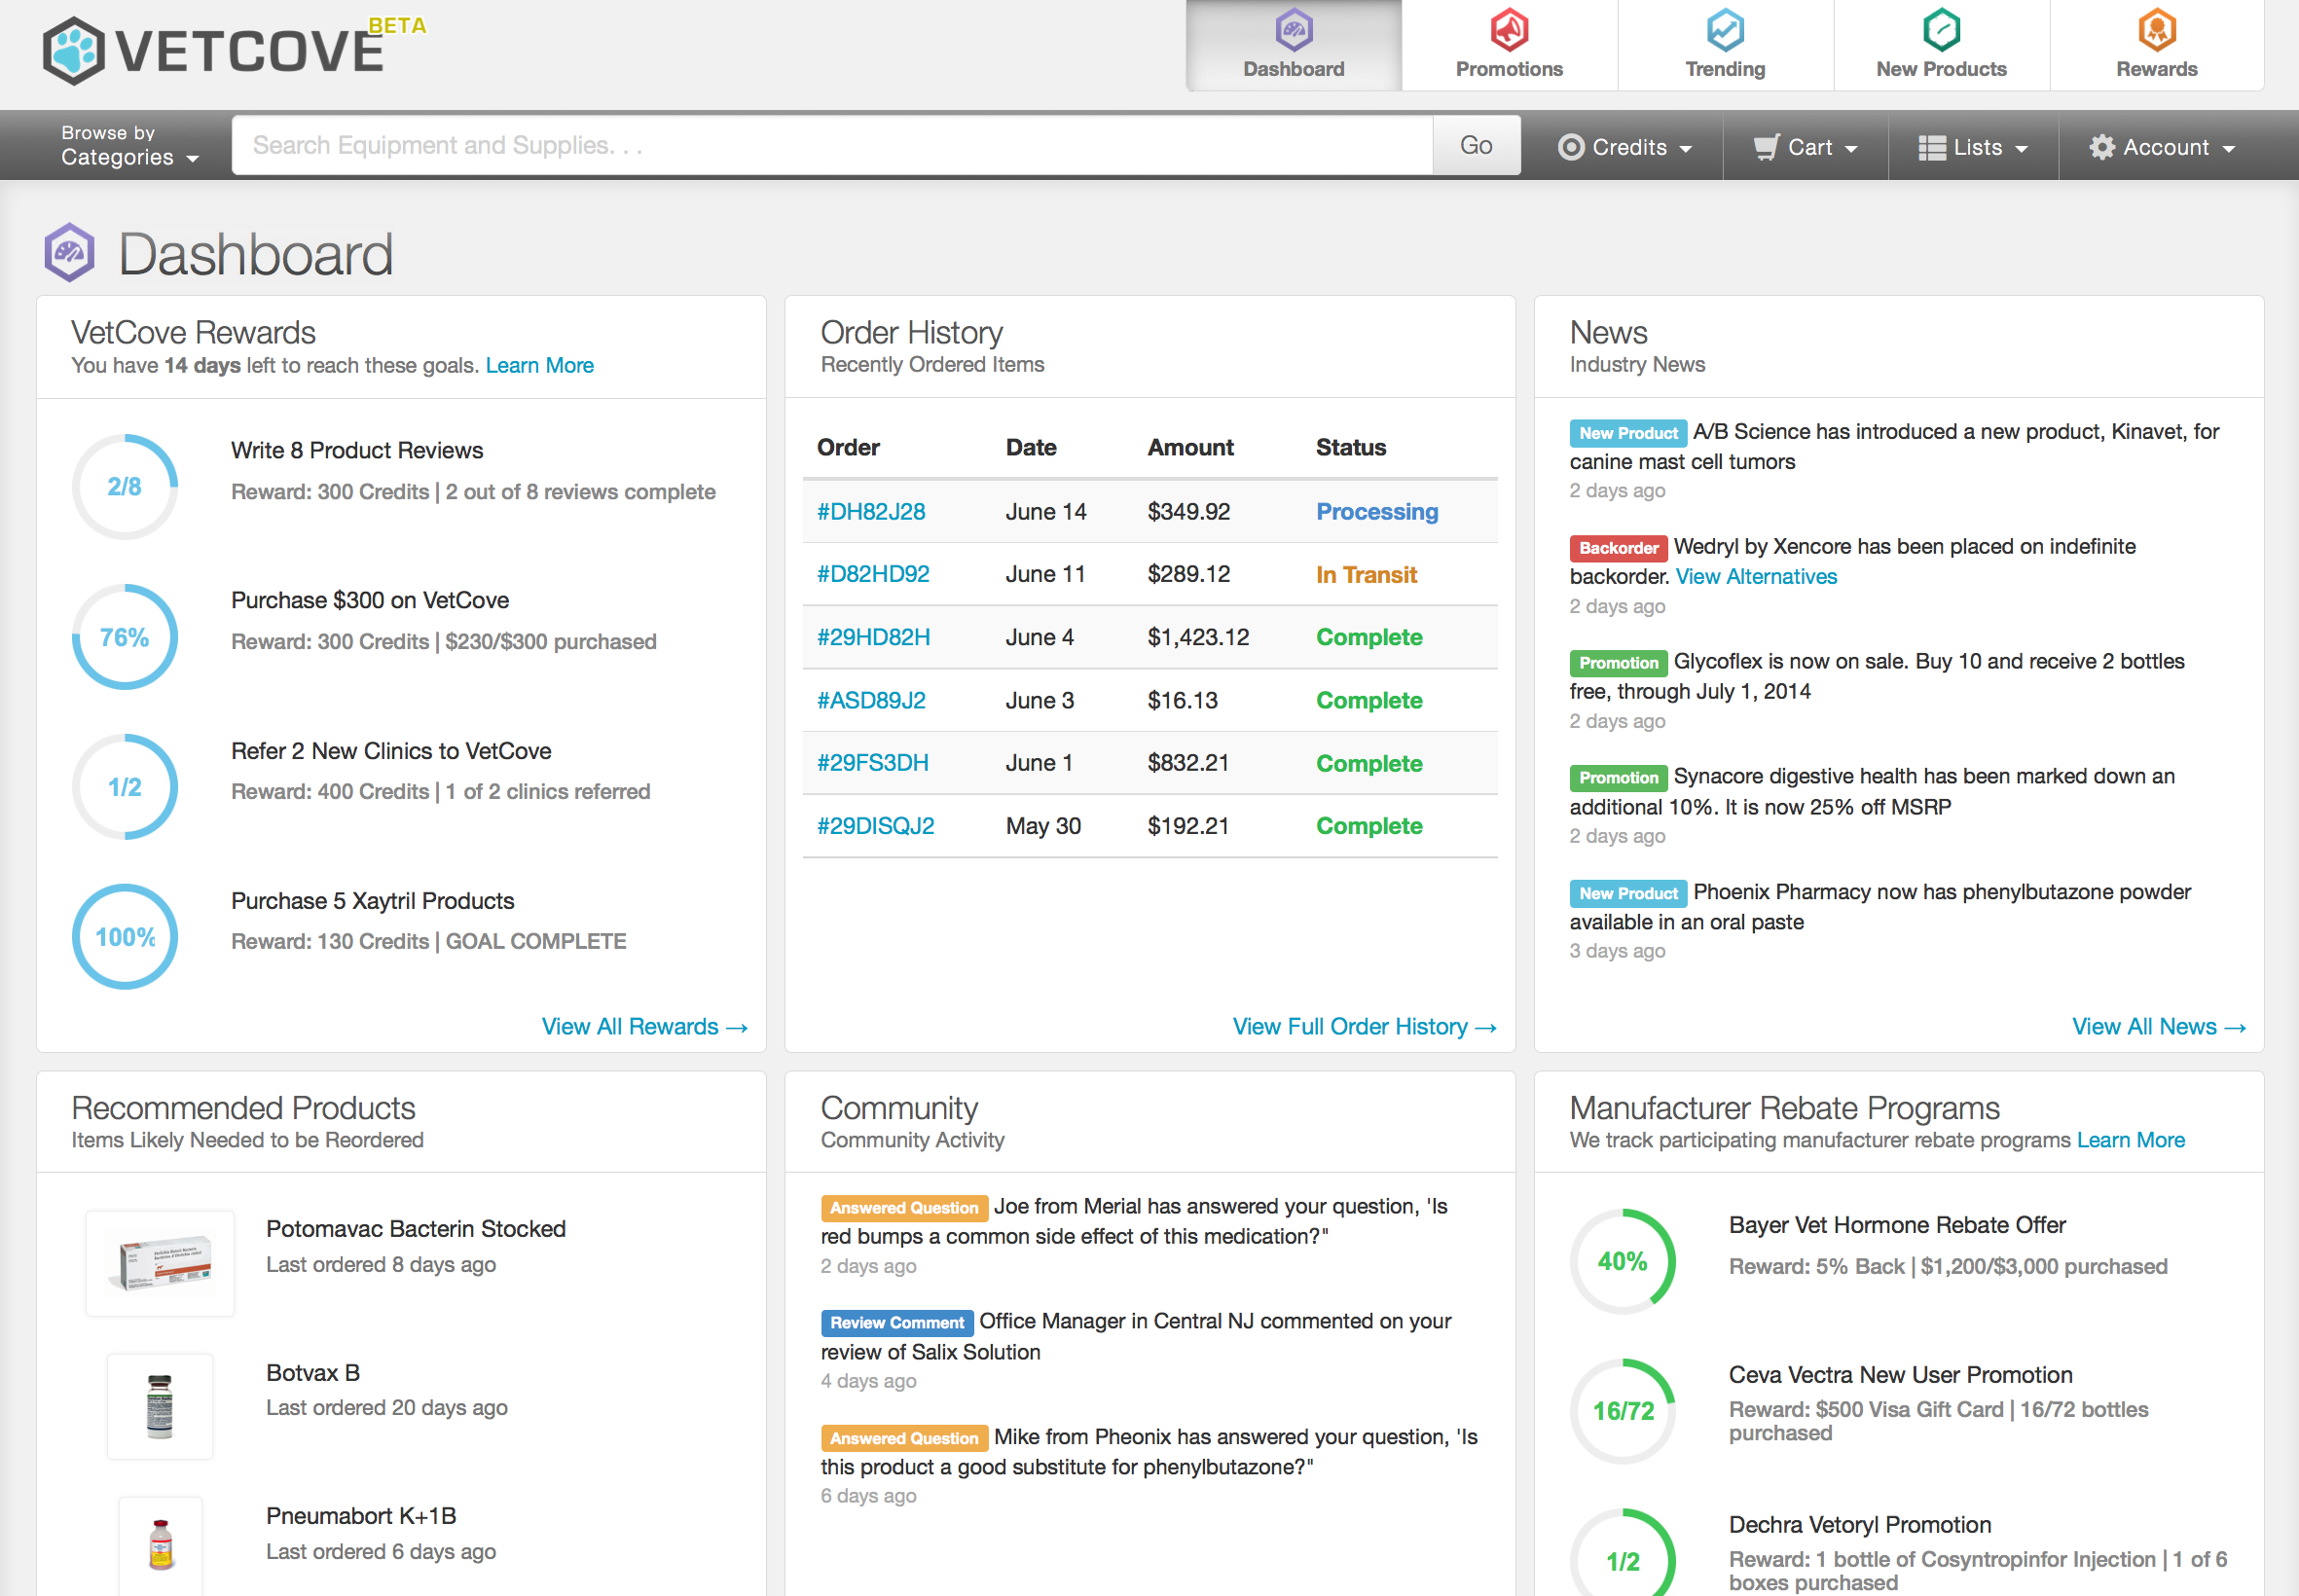 VETCOVE BETA
Dashboard
Promotions
Trending
New Products
Rewards
Browse by
Categories
Search Equipment and Supplies. . .
Go
Credits
Cart
Lists
Account
Dashboard
VetCove Rewards
You have 14 days left to reach these goals. Learn More
2/8
Write 8 Product Reviews
Reward: 300 Credits | 2 out of 8 reviews complete
76%
Purchase $300 on VetCove
Reward: 300 Credits | $230/$300 purchased
1/2
Refer 2 New Clinics to VetCove
Reward: 400 Credits | 1 of 2 clinics referred
100%
Purchase 5 Xaytril Products
Reward: 130 Credits | GOAL COMPLETE
View All Rewards →
Order History
Recently Ordered Items
Order Date Amount Status
#DH82J28 June 14 $349.92 Processing
#D82HD92 June 11 $289.12 In Transit
#29HD82H June 4 $1,423.12 Complete
#ASD89J2 June 3 $16.13 Complete
#29FS3DH June 1 $832.21 Complete
#29DISQJ2 May 30 $192.21 Complete
View Full Order History →
News
Industry News
New Product A/B Science has introduced a new product, Kinavet, for
canine mast cell tumors
2 days ago
Backorder Wedryl by Xencore has been placed on indefinite
backorder. View Alternatives
2 days ago
Promotion Glycoflex is now on sale. Buy 10 and receive 2 bottles
free, through July 1, 2014
2 days ago
Promotion Synacore digestive health has been marked down an
additional 10%. It is now 25% off MSRP
2 days ago
New Product Phoenix Pharmacy now has phenylbutazone powder
available in an oral paste
3 days ago
View All News →
Recommended Products
Items Likely Needed to be Reordered
Potomavac Bacterin Stocked
Last ordered 8 days ago
Botvax B
Last ordered 20 days ago
Pneumabort K+1B
Last ordered 6 days ago
Community
Community Activity
Answered Question Joe from Merial has answered your question, 'Is
red bumps a common side effect of this medication?"
2 days ago
Review Comment Office Manager in Central NJ commented on your
review of Salix Solution
4 days ago
Answered Question Mike from Pheonix has answered your question, 'Is
this product a good substitute for phenylbutazone?"
6 days ago
Manufacturer Rebate Programs
We track participating manufacturer rebate programs Learn More
40%
Bayer Vet Hormone Rebate Offer
Reward: 5% Back | $1,200/$3,000 purchased
16/72
Ceva Vectra New User Promotion
Reward: $500 Visa Gift Card | 16/72 bottles
purchased
1/2
Dechra Vetoryl Promotion
Reward: 1 bottle of Cosyntropinfor Injection | 1 of 6
boxes purchased